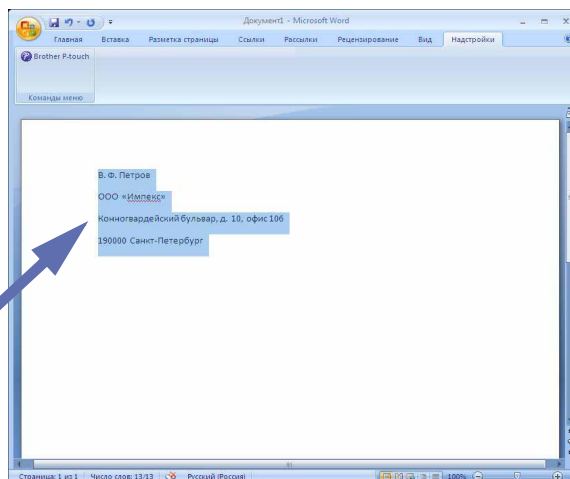 Документ1 - Microsoft Word
Главная Вставка Разметка страницы Ссылки Рассылки Рецензирование Вид Надстройки
Brother P-touch
Команды меню
В. Ф. Петров
ООО «Импекс»
Конногвардейский бульвар, д. 10, офис 106
190000 Санкт-Петербург
Страница: 1 из 1 Число слов: 13/13 Русский (Россия) 100%